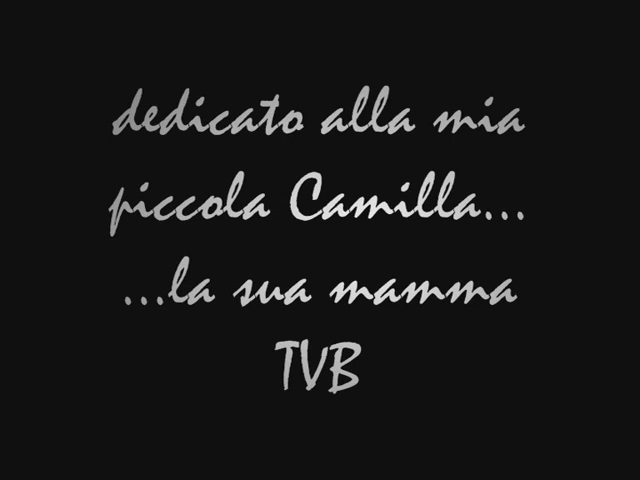 dedicato alla mia
piccola Camilla...
...la sua mamma
TVB